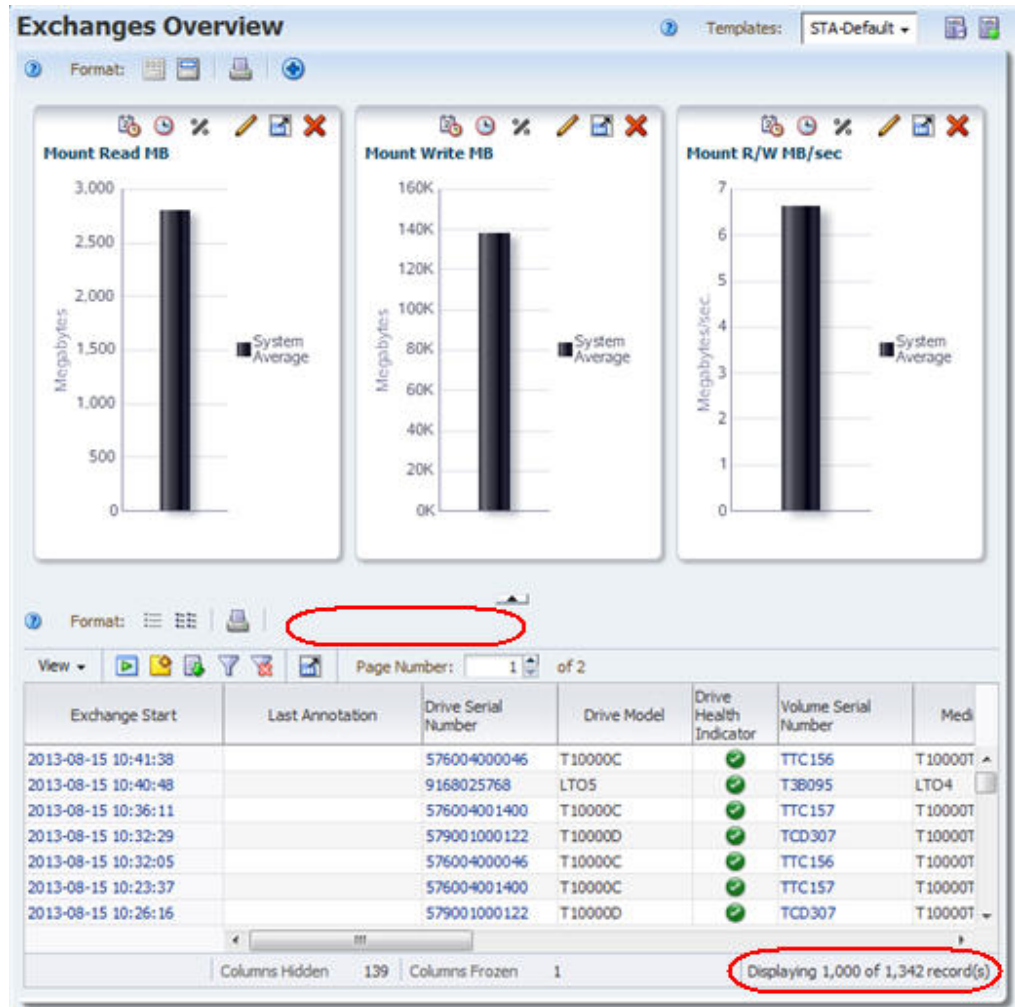 Exchanges Overview
Templates: STA-Default
Format:
Mount Read MB
3,000
2,500
2,000
1,500
1,000
500
0
Megabytes
System
Average
Mount Write MB
160K
140K
120K
100K
80K
60K
40K
20K
0K
Megabytes
System
Average
Mount R/W MB/sec
7
6
5
4
3
2
1
0
Megabytes/sec.
System
Average
Format:
View Page Number: 1 of 2
Exchange Start Last Annotation Drive Serial Number Drive Model Drive Health Indicator Volume Serial Number Medi
2013-08-15 10:41:38 576004000046 T10000C TTC156 T10000T
2013-08-15 10:40:48 9168025768 LTO5 T3B095 LTO4
2013-08-15 10:36:11 576004001400 T10000C TTC157 T10000T
2013-08-15 10:32:29 579001000122 T10000D TCD307 T10000T
2013-08-15 10:32:05 576004000046 T10000C TTC156 T10000T
2013-08-15 10:23:37 576004001400 T10000C TTC157 T10000T
2013-08-15 10:26:16 579001000122 T10000D TCD307 T10000T
Columns Hidden 139 Columns Frozen 1 Displaying 1,000 of 1,342 record(s)